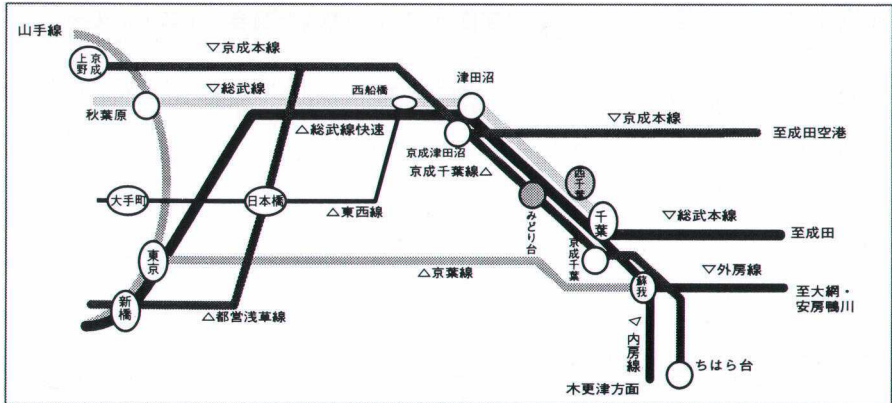 山手線
▽京成本線
京成上野
▽総武線
西船橋
津田沼
秋葉原
▽京成本線
△総武線快速
京成津田沼
至成田空港
京成千葉線△
西千葉
大手町
日本橋
△東西線
みどり台
千葉
▽総武本線
至成田
東京
京成千葉
▽外房線
△京葉線
蘇我
新橋
至大網・
安房鴨川
△都営浅草線
▽内房線
ちはら台
木更津方面